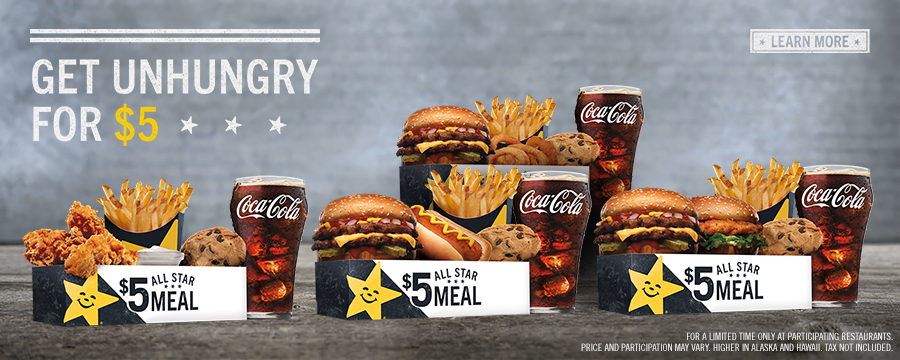 GET UNHUNGRY
FOR $5
LEARN MORE
Coca-Cola
Coca-Cola
Coca-Cola
Coca-Cola
$5 ALL STAR
MEAL
$5 ALL STAR
MEAL
$5 ALL STAR
MEAL
FOR A LIMITED TIME ONLY AT PARTICIPATING RESTAURANTS.
PRICE AND PARTICIPATION MAY VARY. HIGHER IN ALASKA AND HAWAII. TAX NOT INCLUDED.